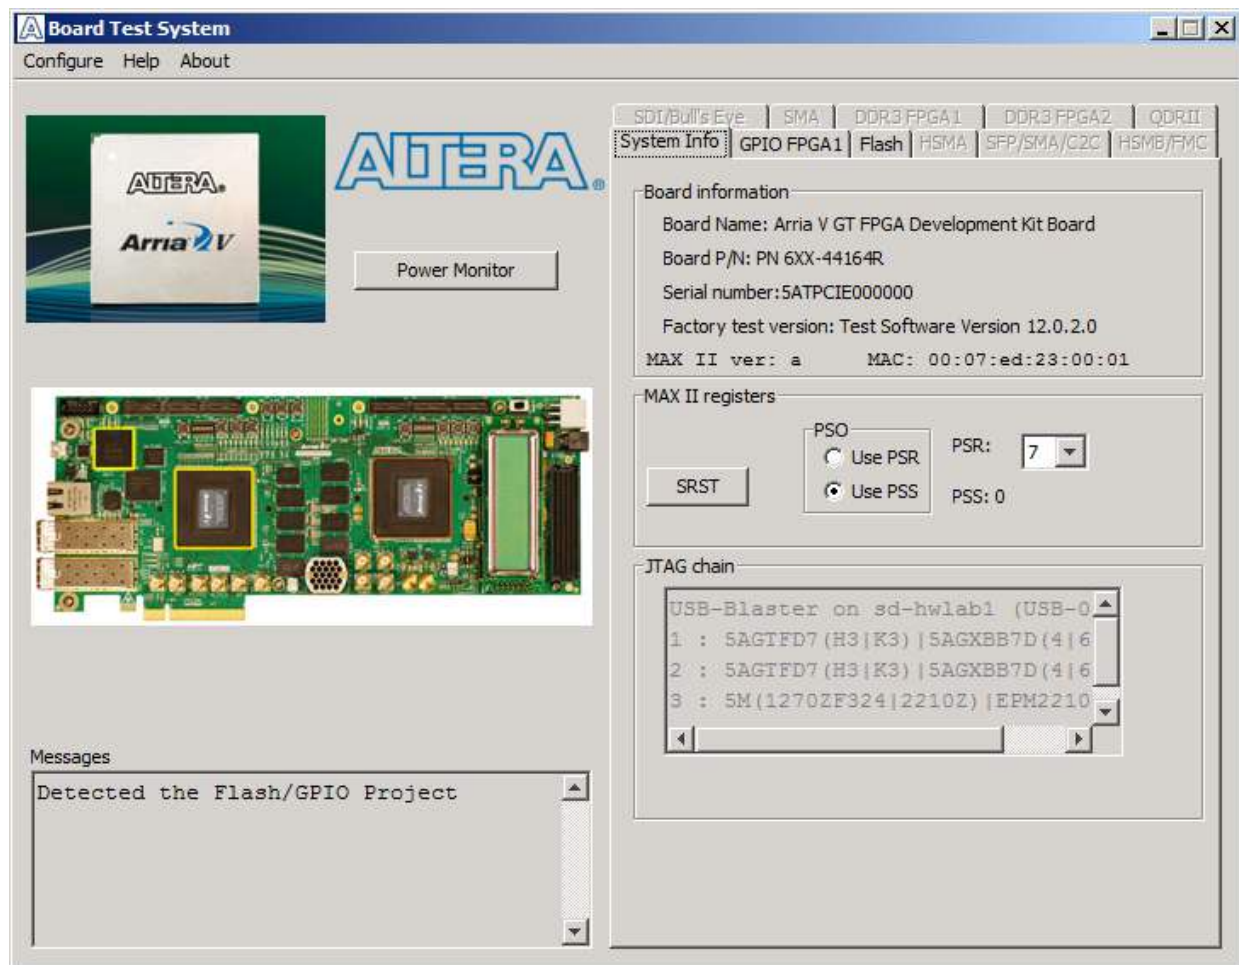 Board Test System
Configure Help About
ALTERA®
Arria V
ALTERA®
Power Monitor
SDI/Bull's Eye SMA DDR3 FPGA1 DDR3 FPGA2 QDRII
System Info GPIO FPGA1 Flash HSMA SFP/SMA/C2C HSMB/FMC
Board information
Board Name: Arria V GT FPGA Development Kit Board
Board P/N: PN 6XX-44164R
Serial number:5ATPCIE000000
Factory test version: Test Software Version 12.0.2.0
MAX II ver: a MAC: 00:07:ed:23:00:01
MAX II registers
SRST
PSO
Use PSR
Use PSS
PSR: 7
PSS: 0
JTAG chain
USB-Blaster on sd-hwlab1 (USB-0
1 : 5AGTFD7(H3|K3)|5AGXBB7D(4|6
2 : 5AGTFD7(H3|K3)|5AGXBB7D(4|6
3 : 5M(1270ZF324|2210Z)|EPM2210
Messages
Detected the Flash/GPIO Project